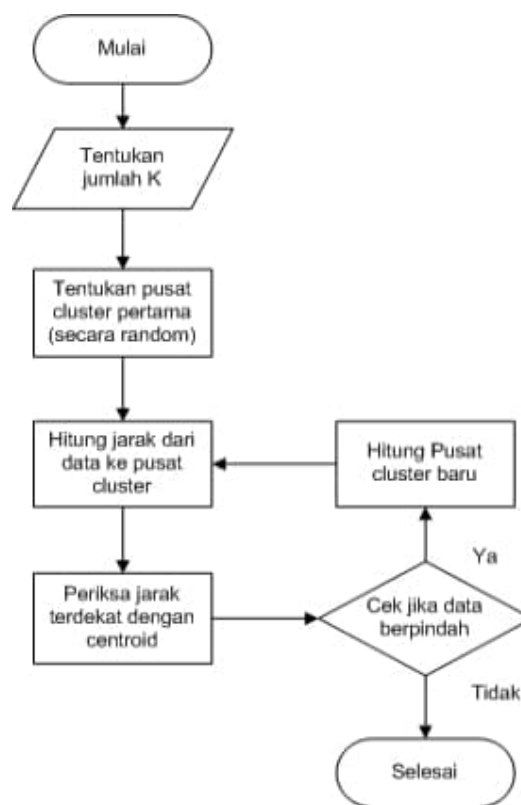 Mulai
Tentukan
jumlah K
Tentukan pusat
cluster pertama
(secara random)
Hitung jarak dari
data ke pusat
cluster
Hitung Pusat
cluster baru
Periksa jarak
terdekat dengan
centroid
Ya
Cek jika data
berpindah
Tidak
Selesai